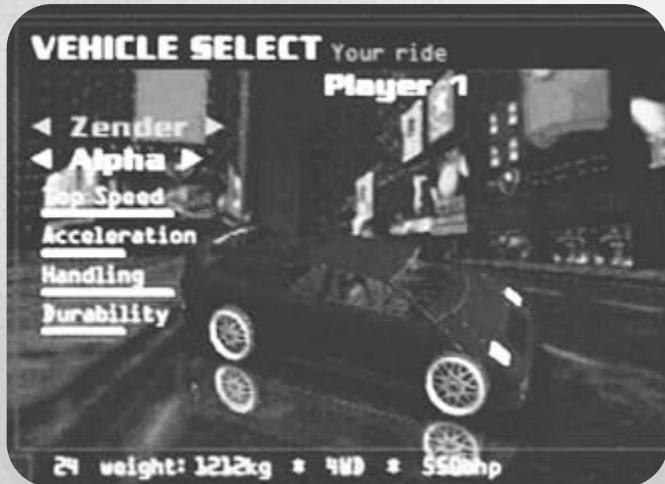 VEHICLE SELECT Your ride
Player 1
Zender
Alpha
Top Speed
Acceleration
Handling
Durability
24 weight: 1212kg * 4WD * 550bhp